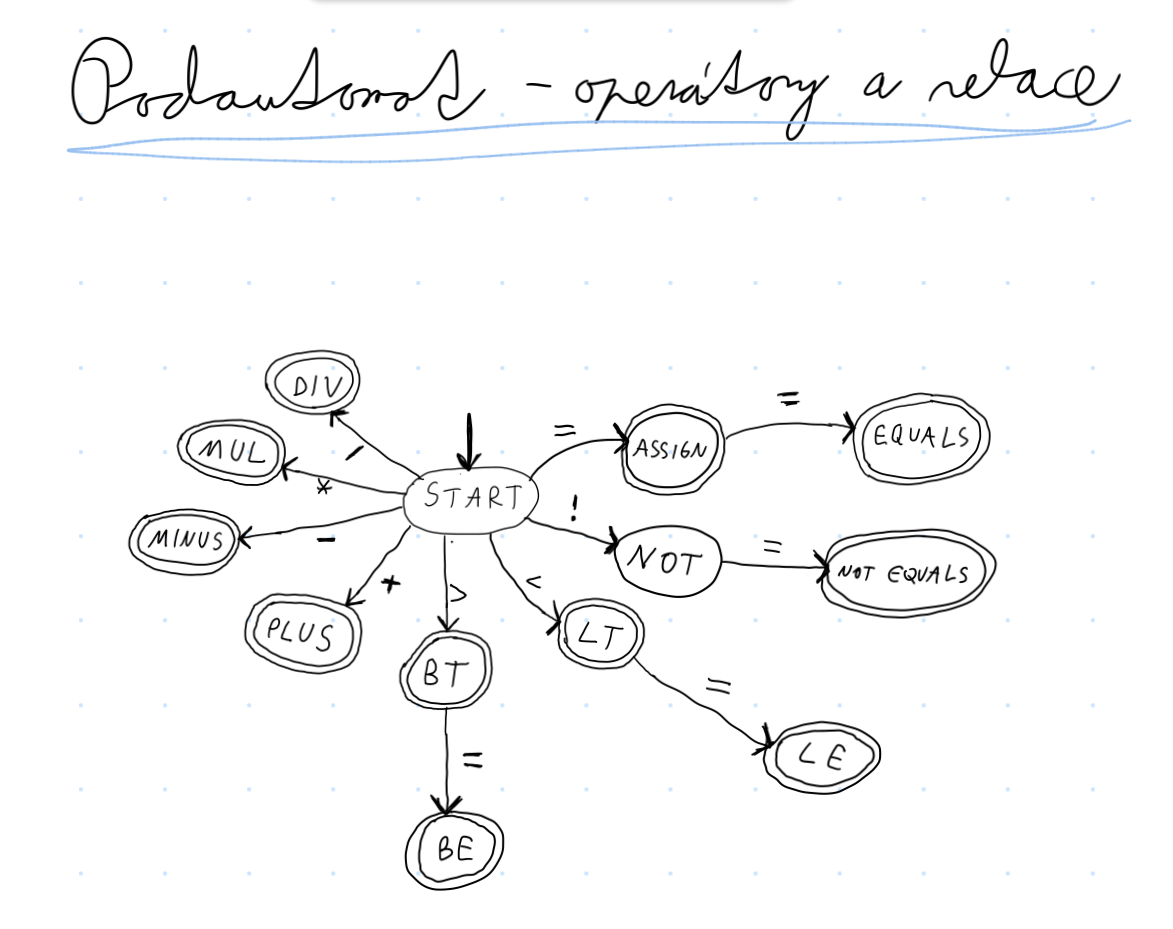 Podautomat - operátory a relace
DIV
= 
=
MUL
/
ASSIGN
EQUALS
*
START
!
MINUS
-
NOT
=
NOT EQUALS
+
>
<
PLUS
LT
BT
=
=
LE
BE